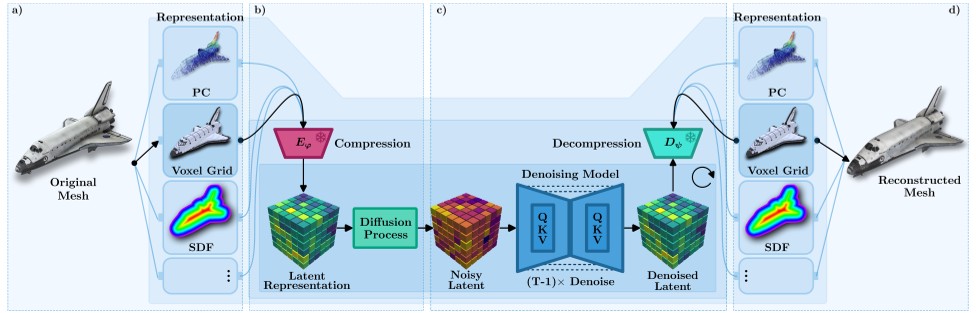 a)
Original
Mesh
Representation
PC
Voxel Grid
SDF
⋮
b)
E_φ
Compression
Latent
Representation
Diffusion
Process
c)
Noisy
Latent
Denoising Model
Q
K
V
Q
K
V
(T-1)× Denoise
Decompression
D_ψ
Denoised
Latent
d)
Representation
PC
Voxel Grid
SDF
⋮
Reconstructed
Mesh